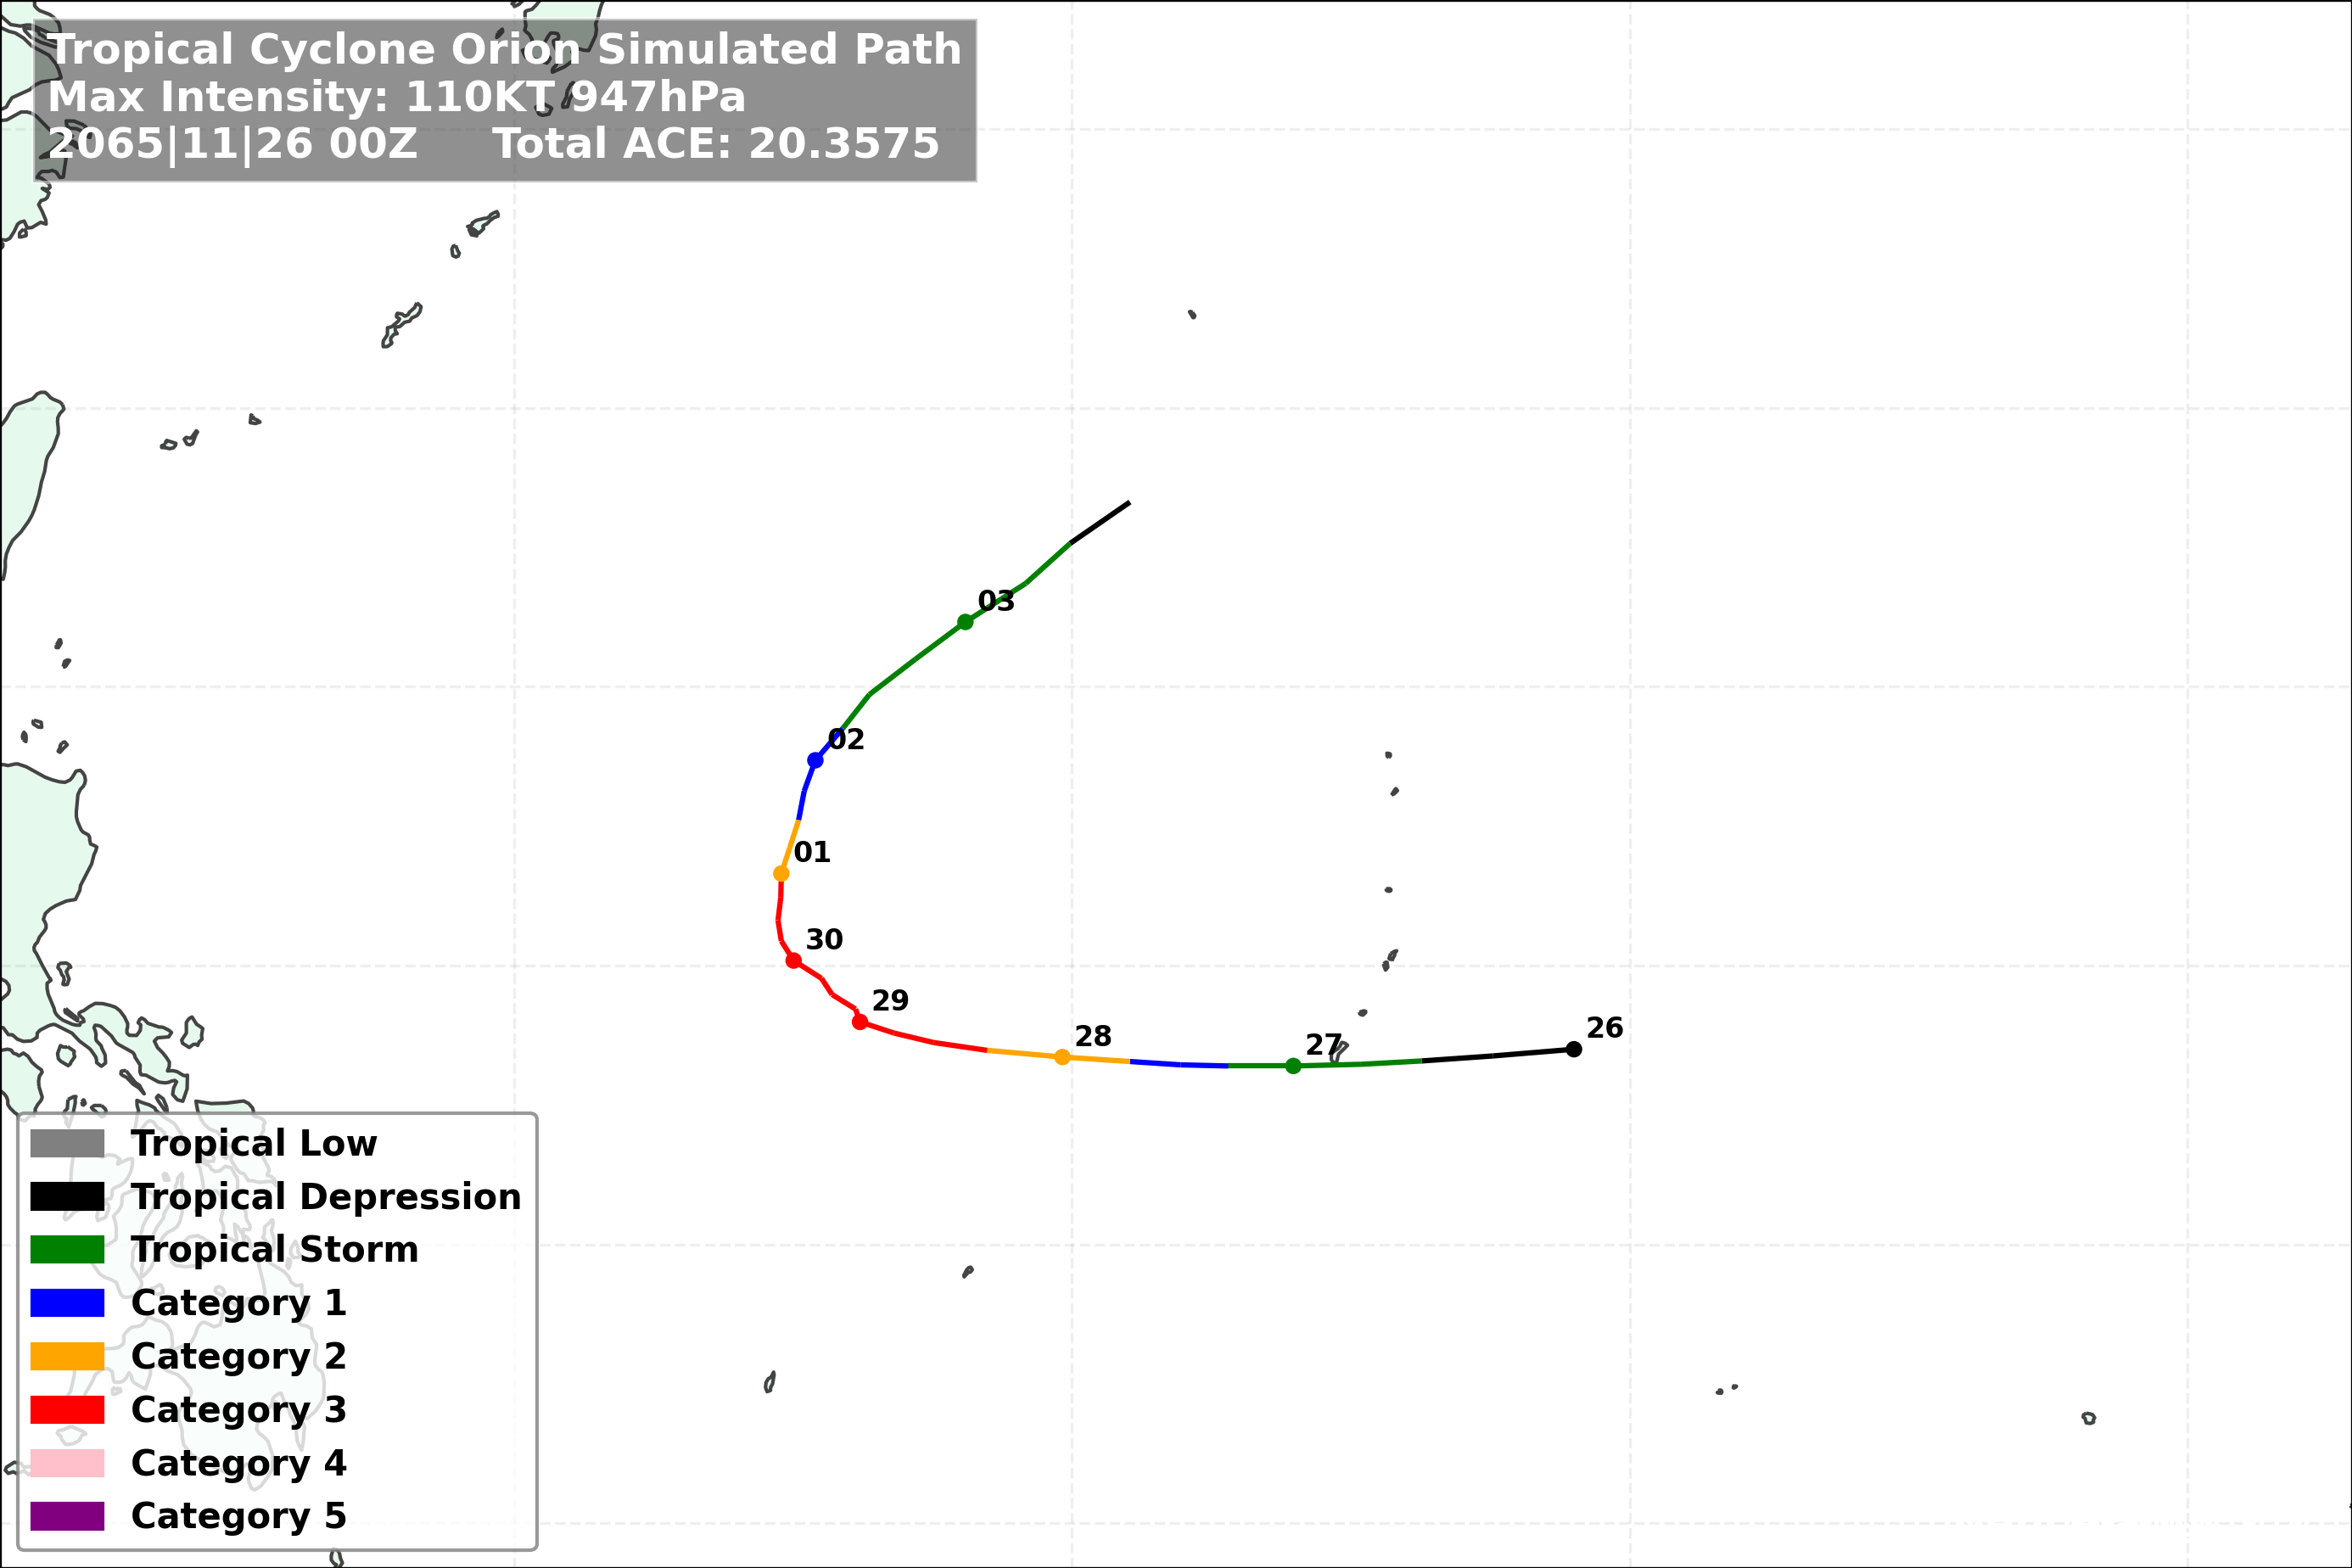 Tropical Cyclone Orion Simulated Path
Max Intensity: 110KT 947hPa
2065|11|26 00Z Total ACE: 20.3575
03
02
01
30
29
28
27
26
Tropical Low
Tropical Depression
Tropical Storm
Category 1
Category 2
Category 3
Category 4
Category 5